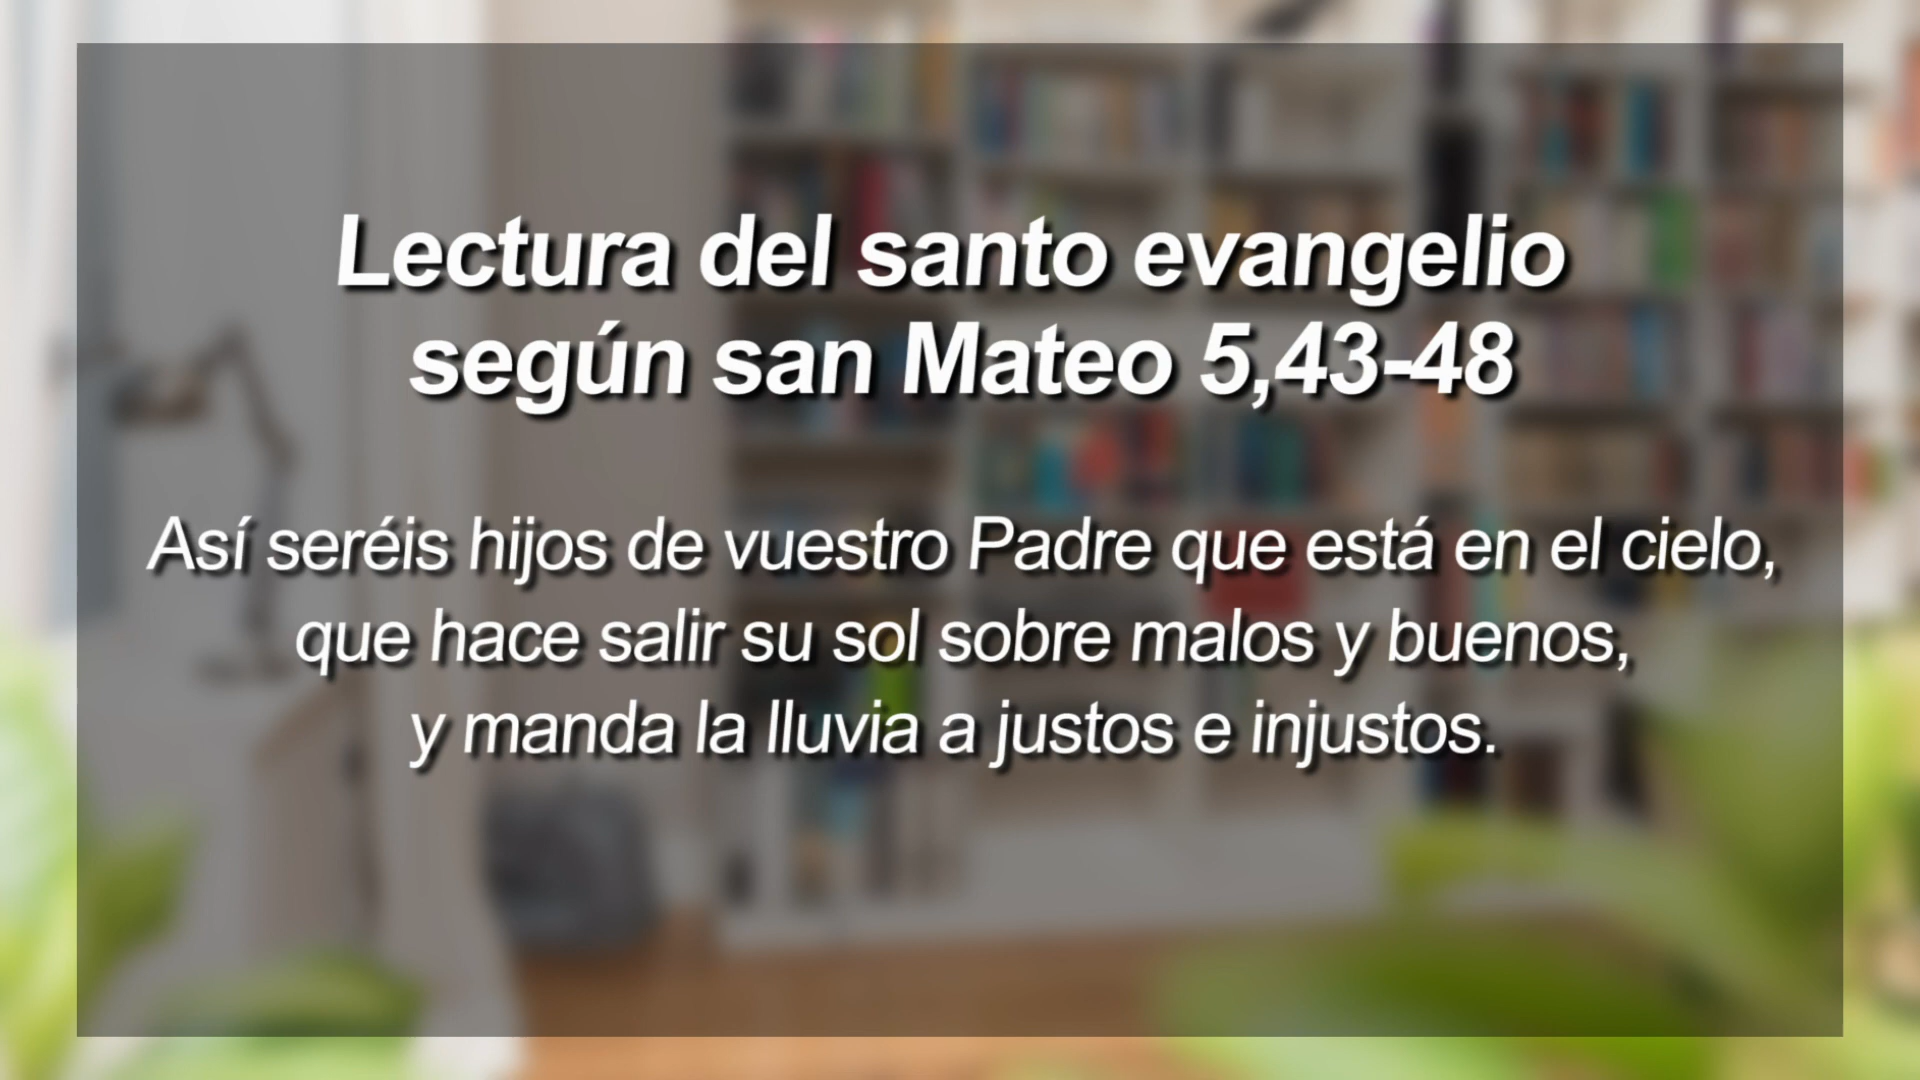 Lectura del santo evangelio
según san Mateo 5,43-48
Así seréis hijos de vuestro Padre que está en el cielo,
que hace salir su sol sobre malos y buenos,
y manda la lluvia a justos e injustos.